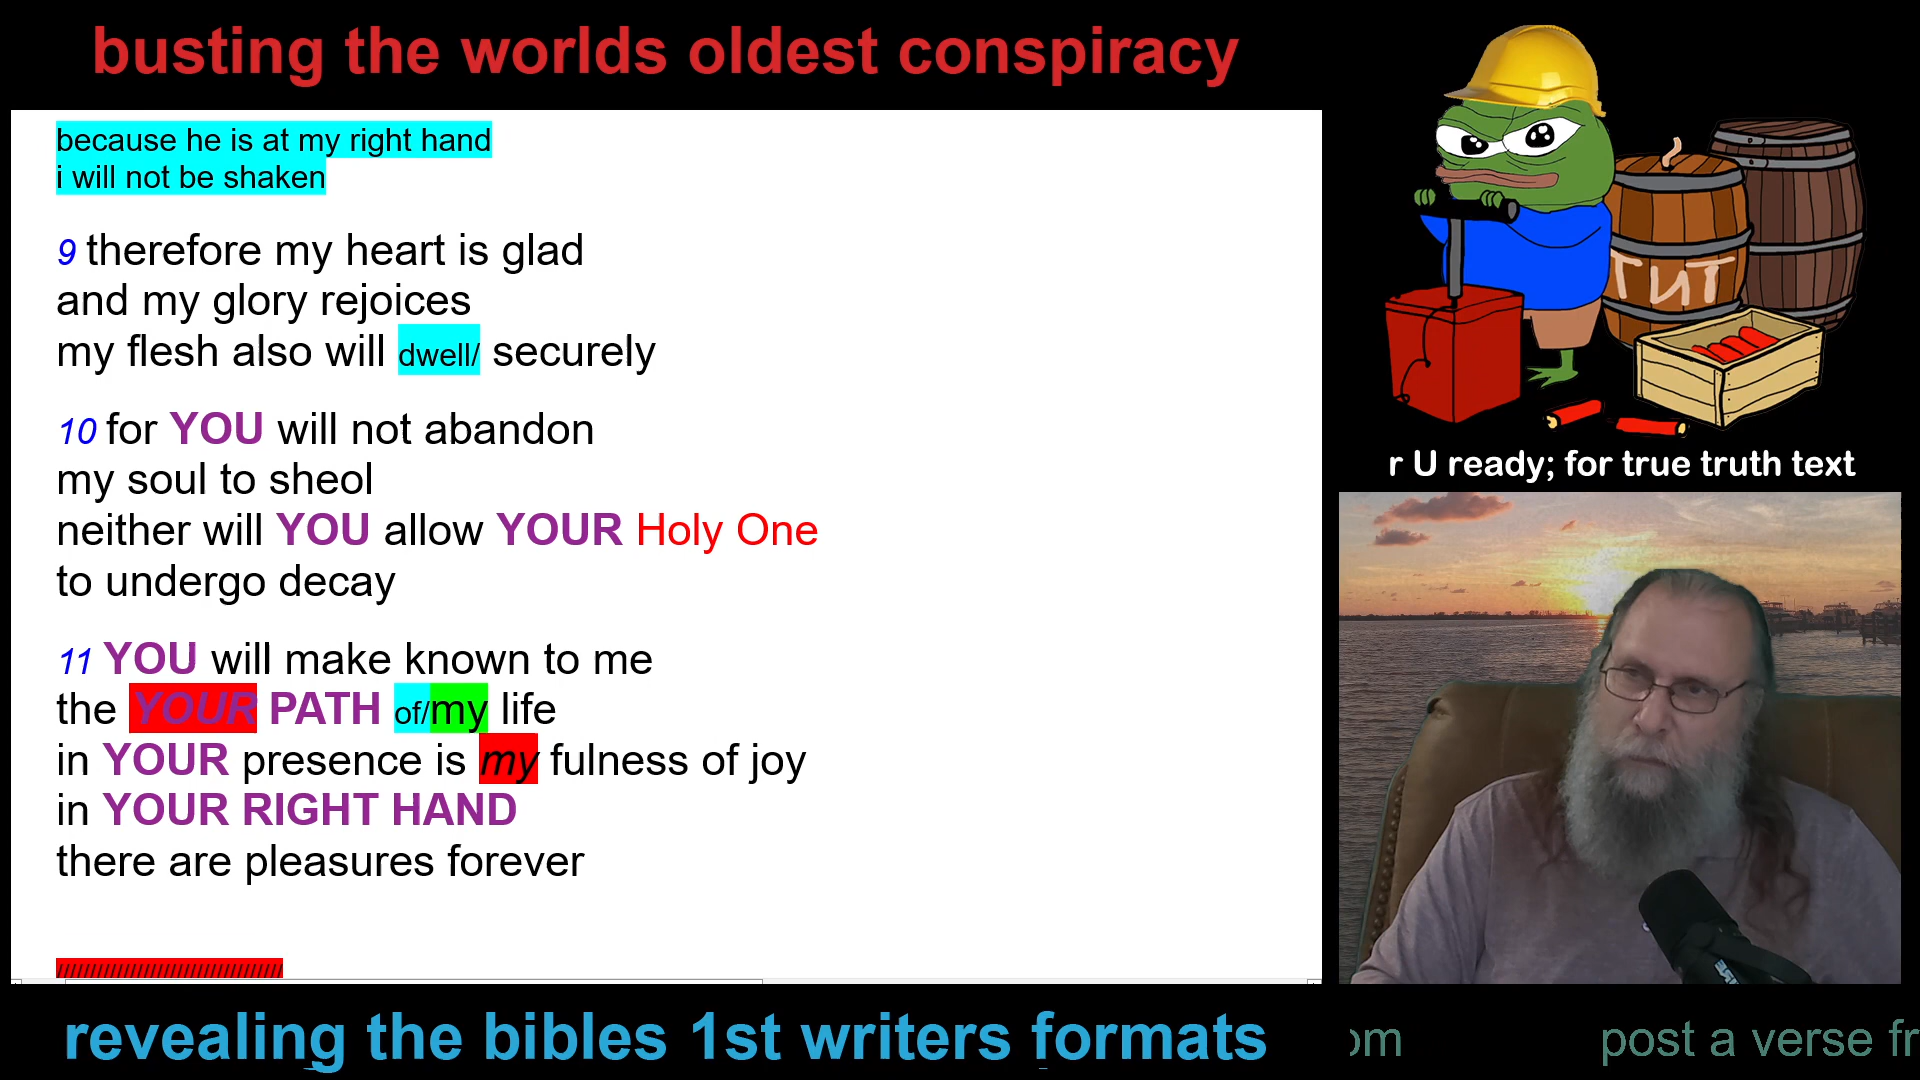 busting the worlds oldest conspiracy
because he is at my right hand
i will not be shaken
9 therefore my heart is glad
and my glory rejoices
my flesh also will dwell/ securely
10 for YOU will not abandon
my soul to sheol
neither will YOU allow YOUR Holy One
to undergo decay
11 YOU will make known to me
the YOUR PATH of/my life
in YOUR presence is my fulness of joy
in YOUR RIGHT HAND
there are pleasures forever
////////////////////////////////////
TИT
r U ready; for true truth text
revealing the bibles 1st writers formats
om post a verse fr